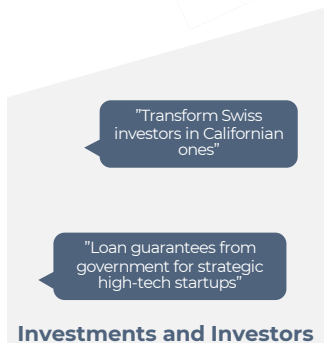 ”Transform Swiss
investors in Californian
ones”
”Loan guarantees from
government for strategic
high-tech startups”
Investments and Investors